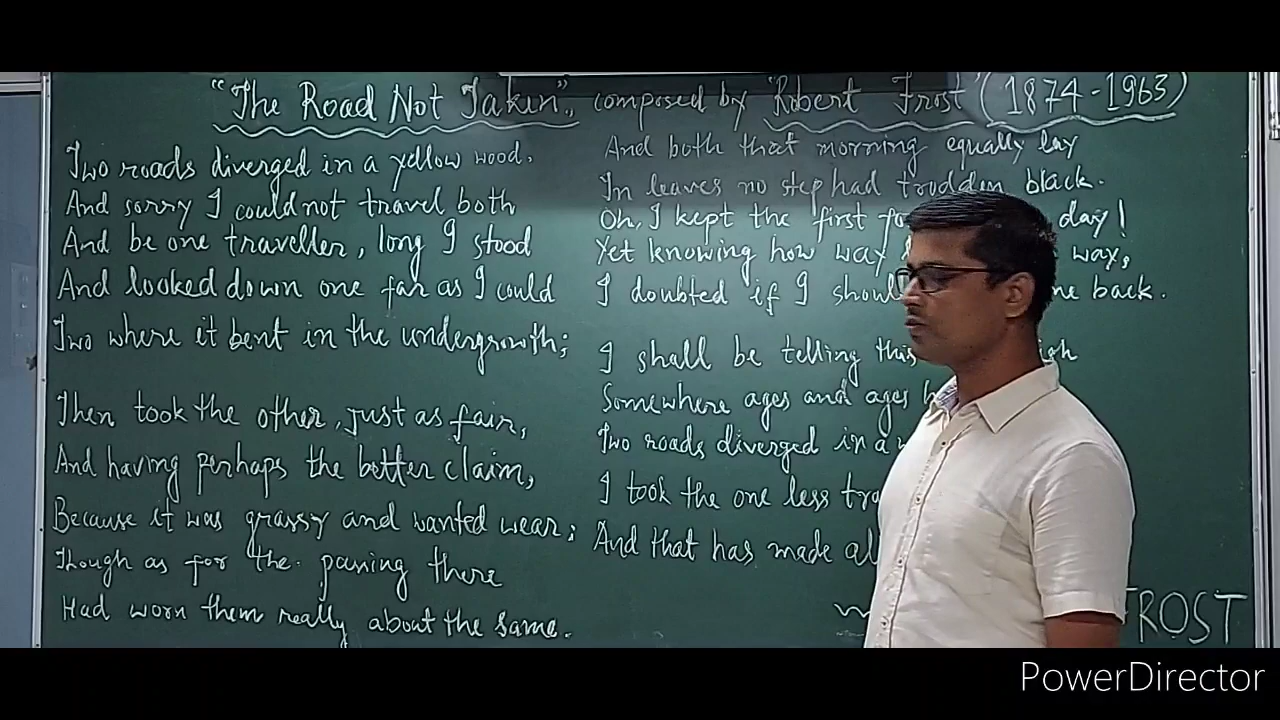 "The Road Not Taken", composed by "Robert Frost" (1874-1963)
Two roads diverged in a yellow wood,
And sorry I could not travel both
And be one traveller, long I stood
And looked down one far as I could
Two where it bent in the undergrowth;
Then took the other, just as fair,
And having perhaps the better claim,
Because it was grassy and wanted wear;
Though as for the passing there
Had worn them really about the same.
And both that morning equally lay
In leaves no step had trodden black.
Oh, I kept the first day!
Yet knowing how way way,
I doubted if I back.
I shall be telling this
Somewhere ages and ages
Two roads diverged in a
I took the one less
And that has made
FROST
PowerDirector